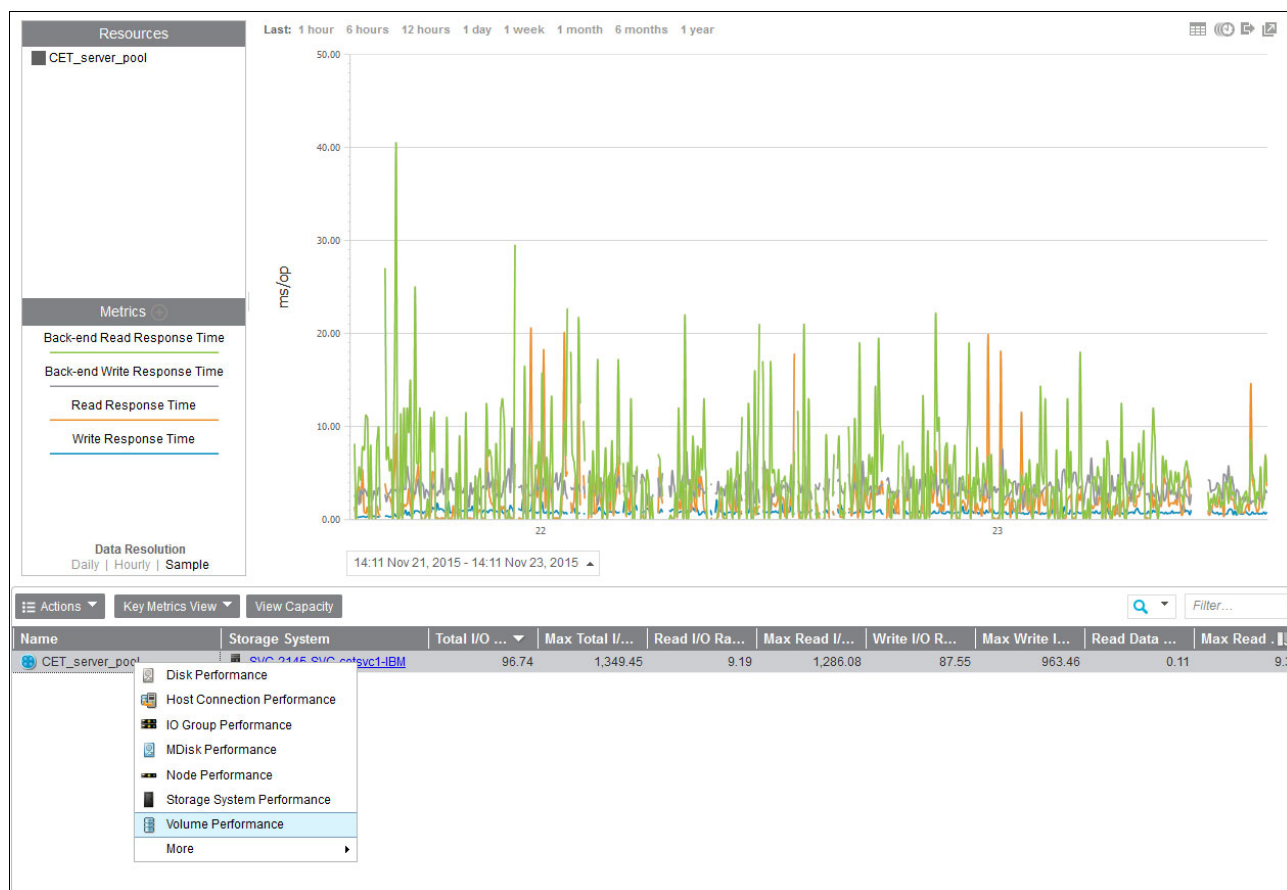 Resources
CET_server_pool
Last: 1 hour 6 hours 12 hours 1 day 1 week 1 month 6 months 1 year
50.00
40.00
30.00
20.00
10.00
0.00
ms/op
22
23
Metrics
Back-end Read Response Time
Back-end Write Response Time
Read Response Time
Write Response Time
Data Resolution
Daily | Hourly | Sample
14:11 Nov 21, 2015 - 14:11 Nov 23, 2015
Actions Key Metrics View View Capacity Filter...
Name Storage System Total I/O ... Max Total I/... Read I/O Ra... Max Read I/... Write I/O R... Max Write I... Read Data ... Max Read .
CET_server_pool SVC-2145-SVC-cetsvc1-IBM 96.74 1,349.45 9.19 1,286.08 87.55 963.46 0.11
Disk Performance
Host Connection Performance
IO Group Performance
MDisk Performance
Node Performance
Storage System Performance
Volume Performance
More